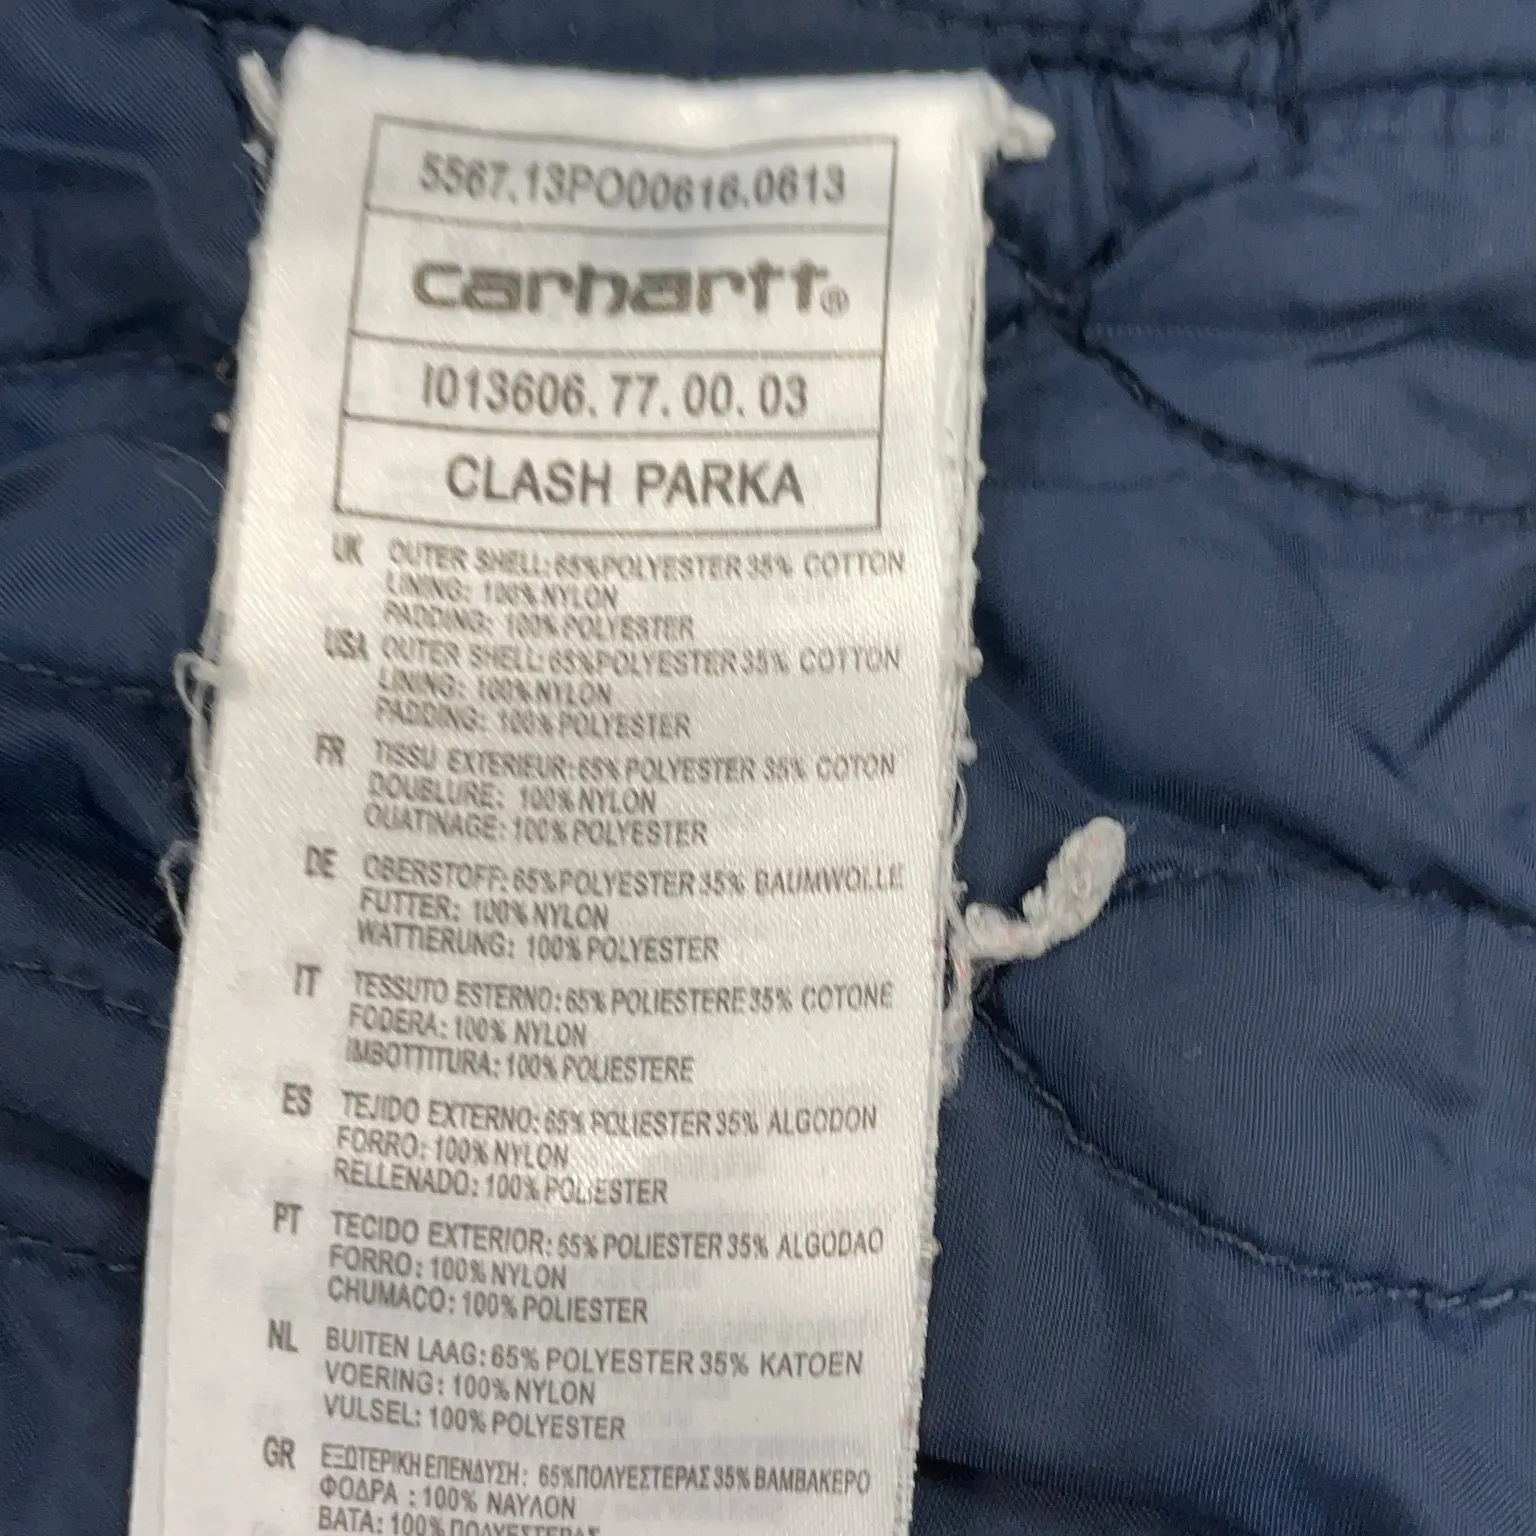 5567.13PO00616.0613
carhartt®
I013606.77.00.03
CLASH PARKA
UK OUTER SHELL: 65%POLYESTER 35% COTTON
LINING: 100% NYLON
PADDING: 100% POLYESTER
USA OUTER SHELL: 65%POLYESTER 35% COTTON
LINING: 100% NYLON
PADDING: 100% POLYESTER
FR TISSU EXTERIEUR: 65% POLYESTER 35% COTON
DOUBLURE: 100% NYLON
OUATINAGE: 100% POLYESTER
DE OBERSTOFF: 65%POLYESTER 35% BAUMWOLLE
FUTTER: 100% NYLON
WATTIERUNG: 100% POLYESTER
IT TESSUTO ESTERNO: 65% POLIESTERE 35% COTONE
FODERA: 100% NYLON
IMBOTTITURA: 100% POLIESTERE
ES TEJIDO EXTERNO: 65% POLIESTER 35% ALGODON
FORRO: 100% NYLON
RELLENADO: 100% POLIESTER
PT TECIDO EXTERIOR: 65% POLIESTER 35% ALGODAO
FORRO: 100% NYLON
CHUMACO: 100% POLIESTER
NL BUITEN LAAG: 65% POLYESTER 35% KATOEN
VOERING: 100% NYLON
VULSEL: 100% POLYESTER
GR ΕΞΩΤΕΡΙΚΗ ΕΠΕΝΔΥΣΗ: 65%ΠΟΛΥΕΣΤΕΡΑΣ 35% ΒΑΜΒΑΚΕΡΟ
ΦΟΔΡΑ : 100% ΝΑΥΛΟΝ
ΒΑΤΑ: 100% ΠΟΛΥΕΣΤΕΡΑΣ